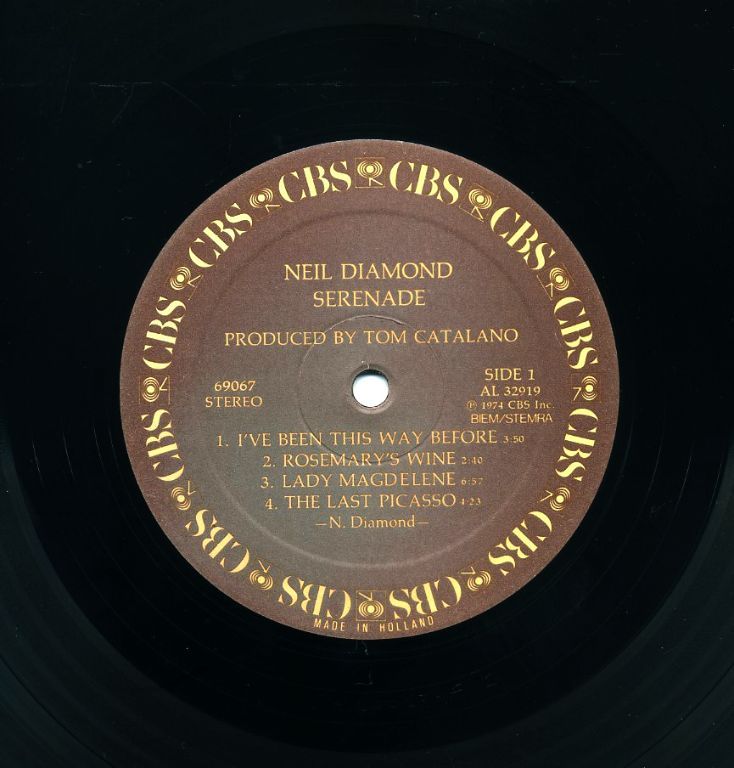 CBS CBS CBS CBS CBS CBS CBS CBS CBS CBS CBS CBS
NEIL DIAMOND
SERENADE
PRODUCED BY TOM CATALANO
69067
STEREO
SIDE 1
AL 32919
℗ 1974 CBS Inc.
BIEM/STEMRA
1. I'VE BEEN THIS WAY BEFORE 3:50
2. ROSEMARY'S WINE 2:40
3. LADY MAGDELENE 6:57
4. THE LAST PICASSO 4:23
—N. Diamond—
MADE IN HOLLAND